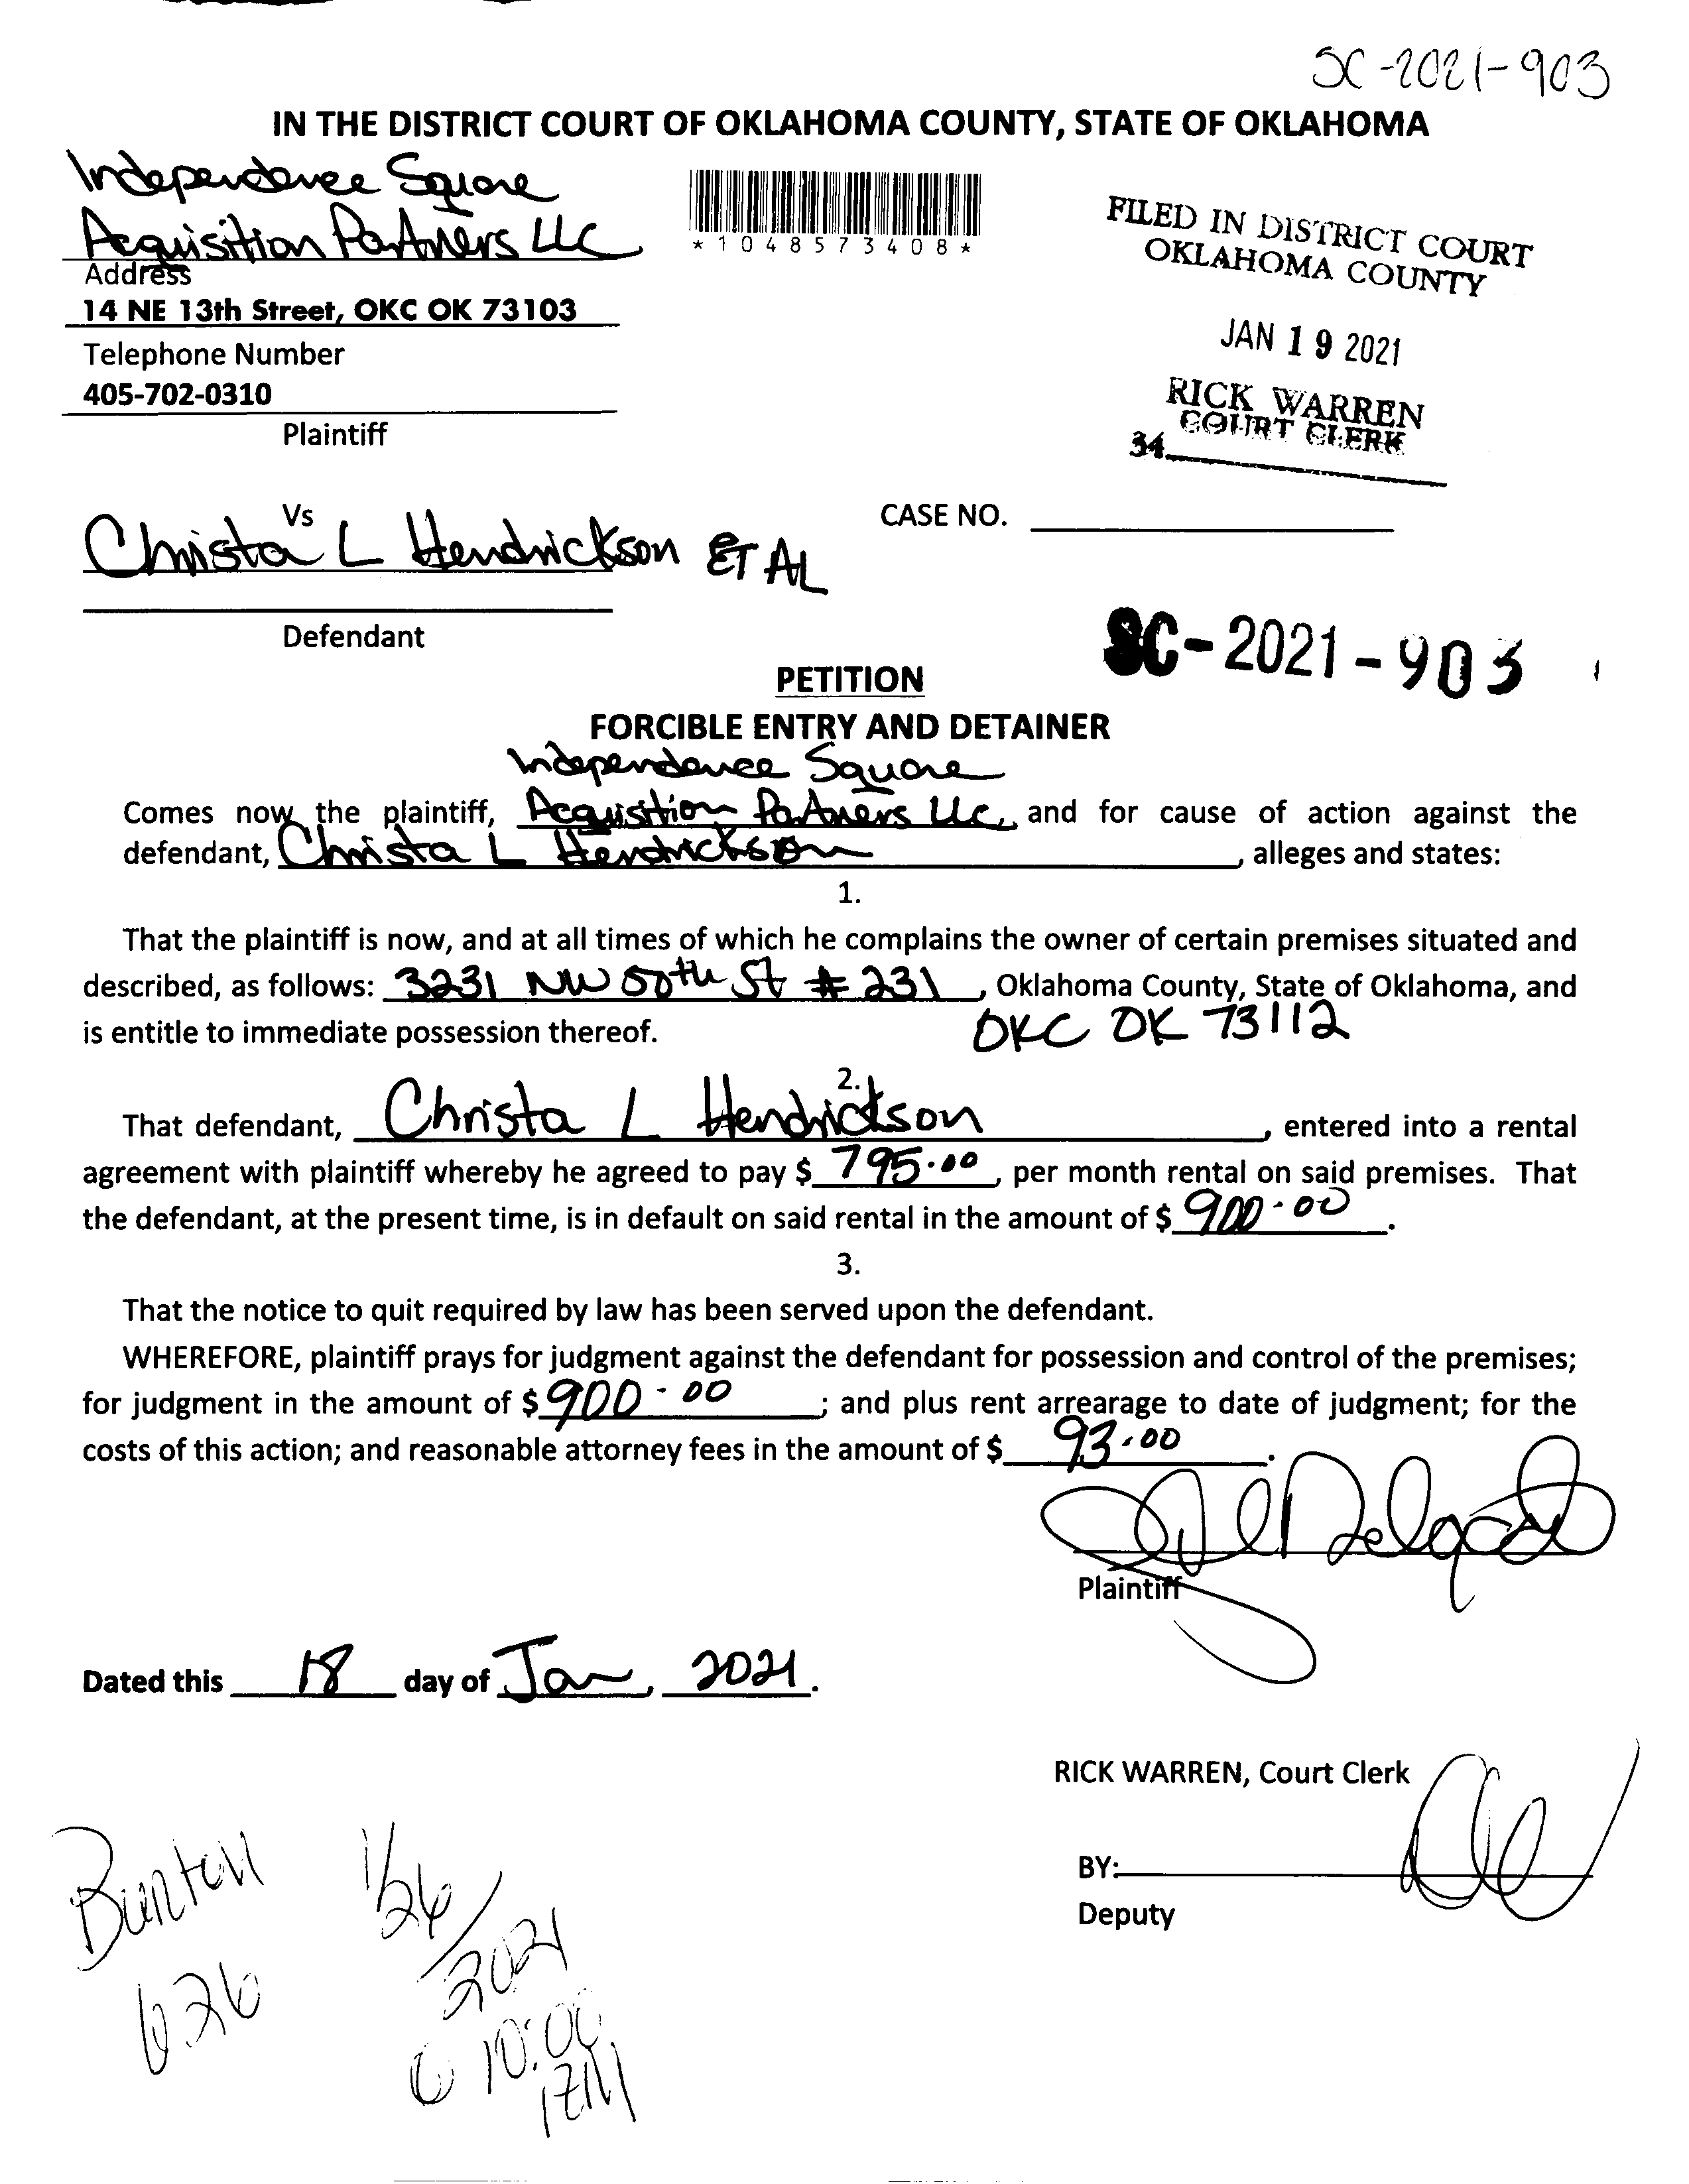 SC-2021-903
IN THE DISTRICT COURT OF OKLAHOMA COUNTY, STATE OF OKLAHOMA
Independence Square
Acquisition Partners LLC
Address
14 NE 13th Street, OKC OK 73103
Telephone Number
405-702-0310
Plaintiff
*1048573408*
FILED IN DISTRICT COURT
OKLAHOMA COUNTY
JAN 19 2021
RICK WARREN
COURT CLERK
34
Vs
CASE NO.
Christa L Hendrickson ET AL
Defendant
SC-2021-903
PETITION
FORCIBLE ENTRY AND DETAINER
Independence Square
Comes now the plaintiff, Acquisition Partners LLC, and for cause of action against the
defendant, Christa L Hendrickson, alleges and states:
1.
That the plaintiff is now, and at all times of which he complains the owner of certain premises situated and
described, as follows: 3231 NW 50th St # 231, Oklahoma County, State of Oklahoma, and
is entitle to immediate possession thereof. OKC OK 73112
2.
That defendant, Christa L Hendrickson, entered into a rental
agreement with plaintiff whereby he agreed to pay $ 795.00, per month rental on said premises. That
the defendant, at the present time, is in default on said rental in the amount of $ 900.00.
3.
That the notice to quit required by law has been served upon the defendant.
WHEREFORE, plaintiff prays for judgment against the defendant for possession and control of the premises;
for judgment in the amount of $ 900.00; and plus rent arrearage to date of judgment; for the
costs of this action; and reasonable attorney fees in the amount of $ 93.00.
Delgado
Plaintiff
Dated this 18 day of Jan, 2021.
RICK WARREN, Court Clerk
BY:
Deputy
1/26/2021
626
10:00